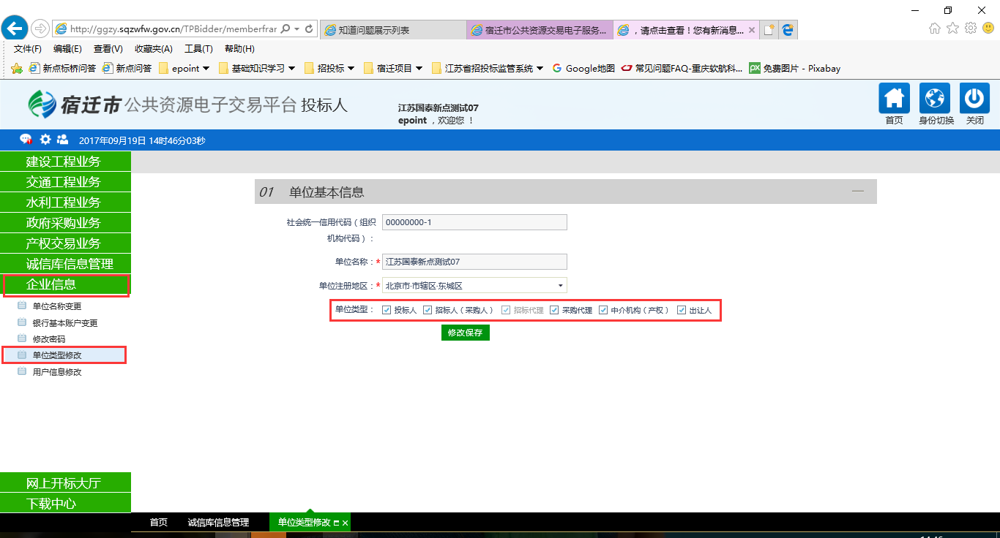 http://ggzy.sqzwfw.gov.cn/TPBidder/memberfrar
知道问题展示列表
宿迁市公共资源交易电子服务...
，请点击查看！您有新消息...
文件(F) 编辑(E) 查看(V) 收藏夹(A) 工具(T) 帮助(H)
新点标桥问答 新点问答 epoint 基础知识学习 招投标 宿迁项目 江苏省招投标监管系统 Google地图 常见问题FAQ-重庆软航科... 免费图片 - Pixabay
宿迁市公共资源电子交易平台 投标人
江苏国泰新点测试07
epoint ，欢迎您 ！
首页 身份切换 关闭
2017年09月19日 14时46分03秒
建设工程业务
交通工程业务
水利工程业务
政府采购业务
产权交易业务
诚信库信息管理
企业信息
单位名称变更
银行基本账户变更
修改密码
单位类型修改
用户信息修改
网上开标大厅
下载中心
01 单位基本信息
社会统一信用代码（组织
机构代码）： 00000000-1
单位名称：* 江苏国泰新点测试07
单位注册地区：* 北京市·市辖区·东城区
单位类型： 投标人 招标人（采购人） 招标代理 采购代理 中介机构（产权） 出让人
修改保存
首页 诚信库信息管理 单位类型修改